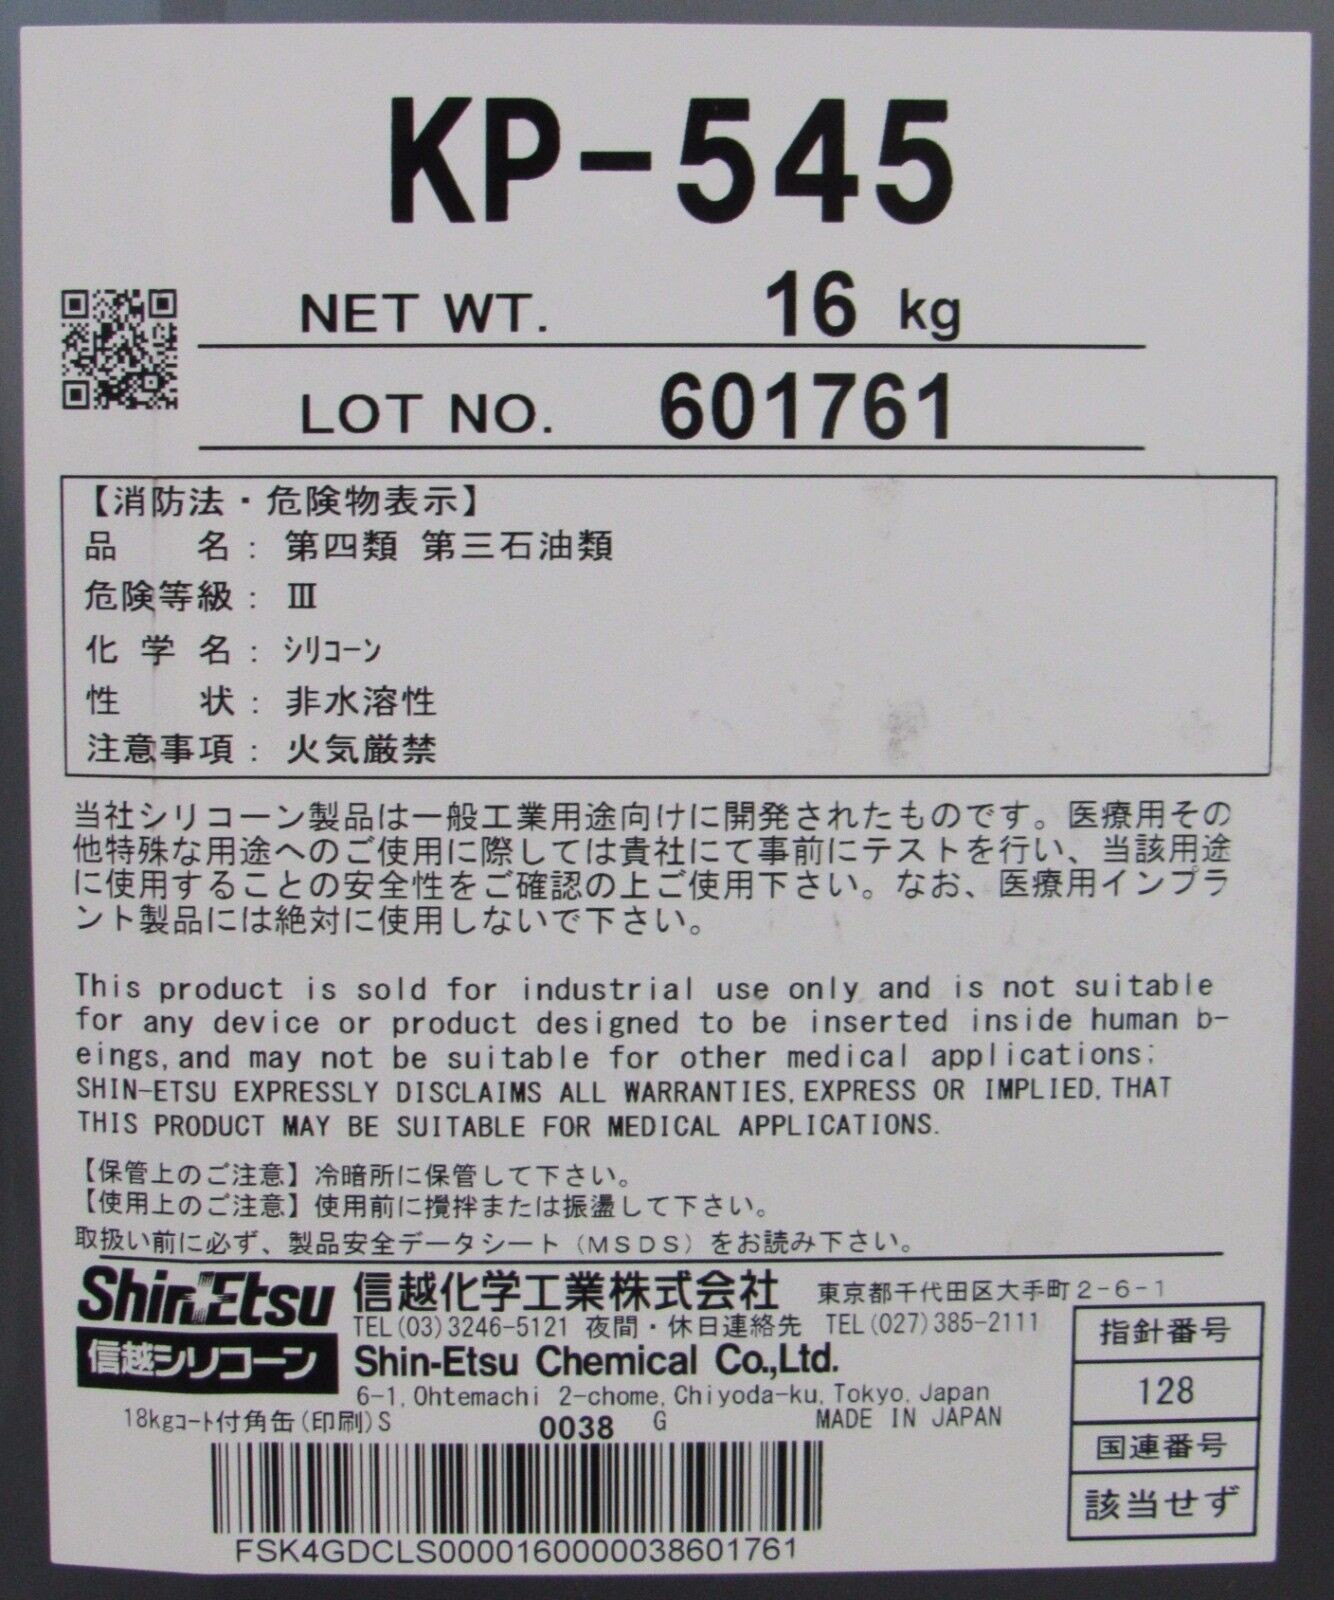 KP-545
NET WT. 16 kg
LOT NO. 601761
【消防法・危険物表示】
品 名： 第四類 第三石油類
危険等級： Ⅲ
化 学 名： ｼﾘｺｰﾝ
性 状： 非水溶性
注意事項： 火気厳禁
当社シリコーン製品は一般工業用途向けに開発されたものです。医療用その
他特殊な用途へのご使用に際しては貴社にて事前にテストを行い、当該用途
に使用することの安全性をご確認の上ご使用下さい。なお、医療用インプラ
ント製品には絶対に使用しないで下さい。
This product is sold for industrial use only and is not suitable
for any device or product designed to be inserted inside human b-
eings,and may not be suitable for other medical applications;
SHIN-ETSU EXPRESSLY DISCLAIMS ALL WARRANTIES,EXPRESS OR IMPLIED,THAT
THIS PRODUCT MAY BE SUITABLE FOR MEDICAL APPLICATIONS.
【保管上のご注意】冷暗所に保管して下さい。
【使用上のご注意】使用前に攪拌または振盪して下さい。
取扱い前に必ず、製品安全データシート（MSDS）をお読み下さい。
Shin-Etsu 信越化学工業株式会社 東京都千代田区大手町2-6-1
TEL(03)3246-5121 夜間・休日連絡先 TEL(027)385-2111
信越シリコーン Shin-Etsu Chemical Co.,Ltd.
6-1,Ohtemachi 2-chome,Chiyoda-ku,Tokyo,Japan
18kgｺｰﾄ付角缶(印刷)S 0038 G MADE IN JAPAN
指針番号
128
国連番号
該当せず
FSK4GDCLS0000160000038601761